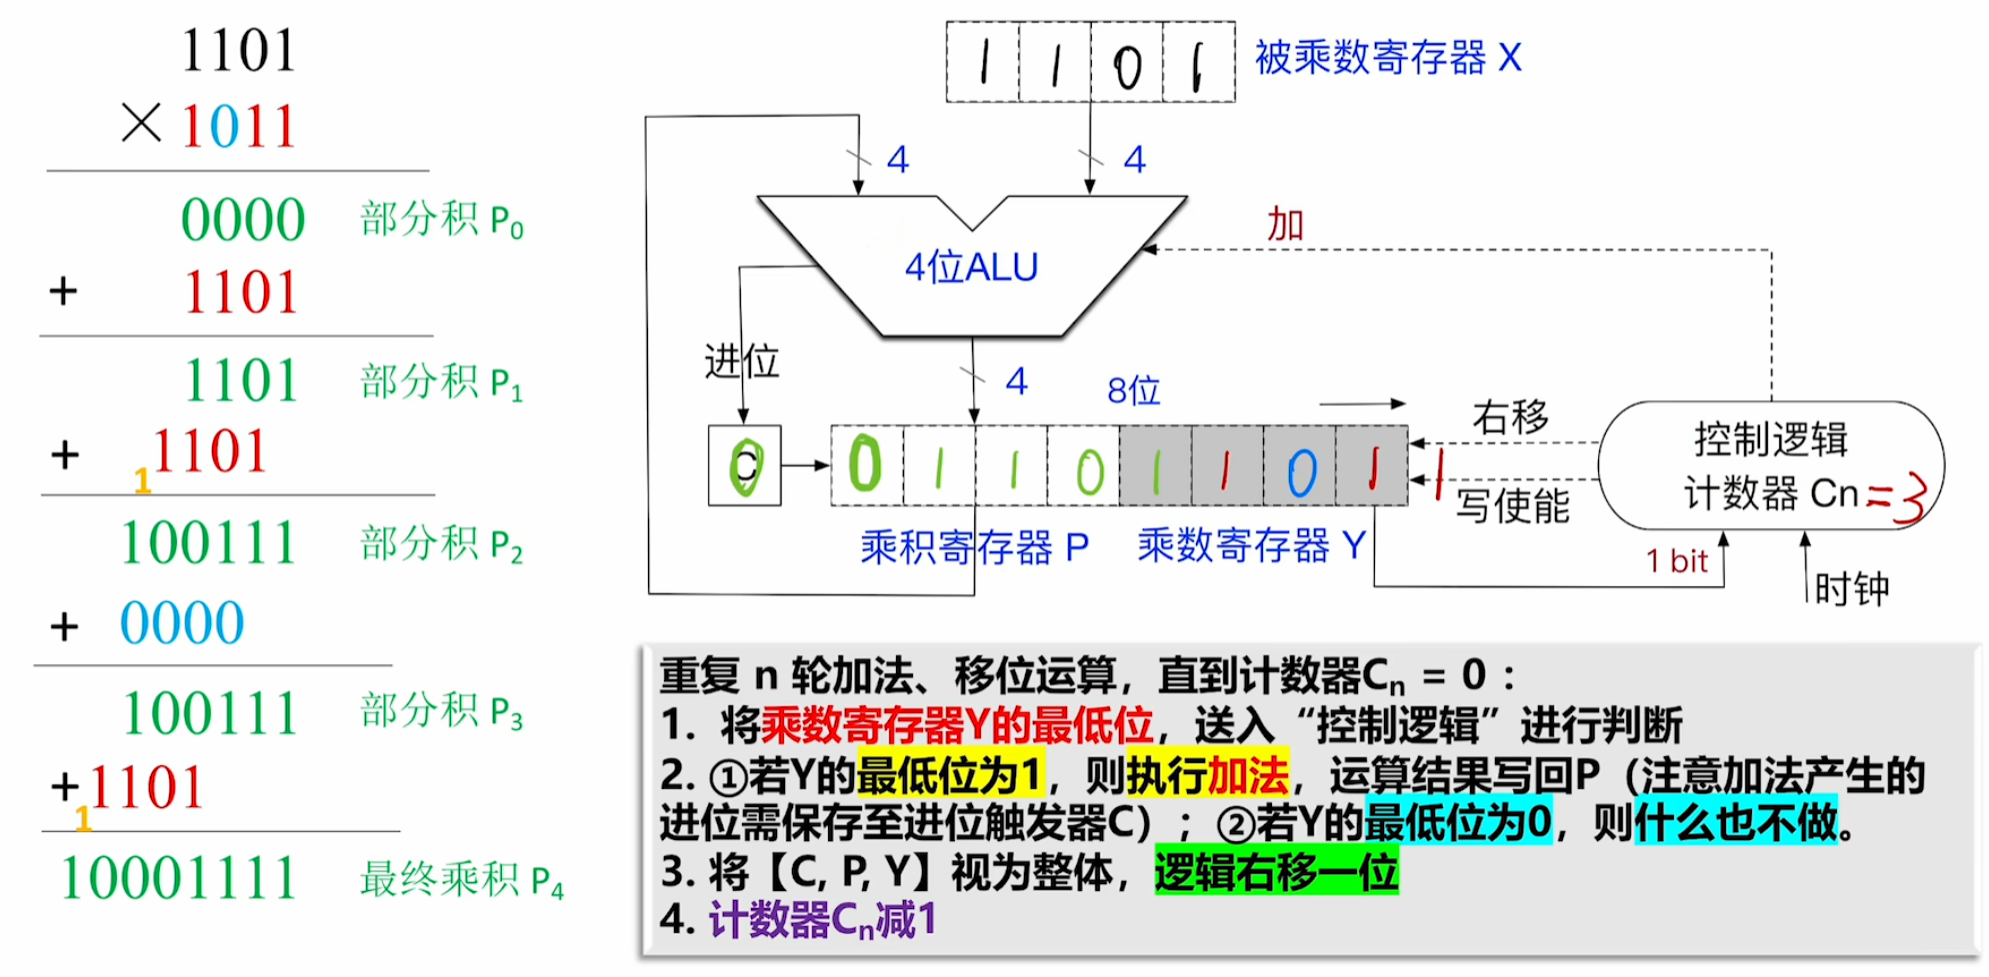 1101
×1011
0000 部分积 P₀
+ 1101
1101 部分积 P₁
+ 1101
1
100111 部分积 P₂
+ 0000
100111 部分积 P₃
+1101
1
10001111 最终乘积 P₄
1 1 0 1 被乘数寄存器 X
4 4
加
4位ALU
进位
4 8位
右移
控制逻辑
计数器 Cn=3
C 0 0 1 1 0 1 1 0 1 1
写使能
乘积寄存器 P 乘数寄存器 Y
1 bit
时钟
重复 n 轮加法、移位运算，直到计数器Cₙ = 0：
1. 将乘数寄存器Y的最低位，送入“控制逻辑”进行判断
2. ①若Y的最低位为1，则执行加法，运算结果写回P（注意加法产生的
进位需保存至进位触发器C）；②若Y的最低位为0，则什么也不做。
3. 将【C, P, Y】视为整体，逻辑右移一位
4. 计数器Cₙ减1